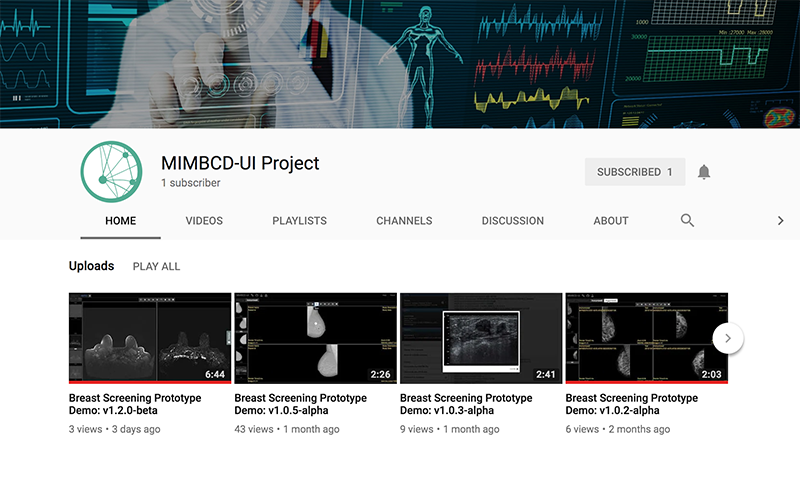 1000
30000
20000
Min :27000 Max :28000
MIMBCD-UI Project
1 subscriber
SUBSCRIBED 1
HOME VIDEOS PLAYLISTS CHANNELS DISCUSSION ABOUT
Uploads PLAY ALL
6:44 2:26 2:41 2:03
Breast Screening Prototype
Demo: v1.2.0-beta
3 views • 3 days ago
Breast Screening Prototype
Demo: v1.0.5-alpha
43 views • 1 month ago
Breast Screening Prototype
Demo: v1.0.3-alpha
9 views • 1 month ago
Breast Screening Prototype
Demo: v1.0.2-alpha
6 views • 2 months ago